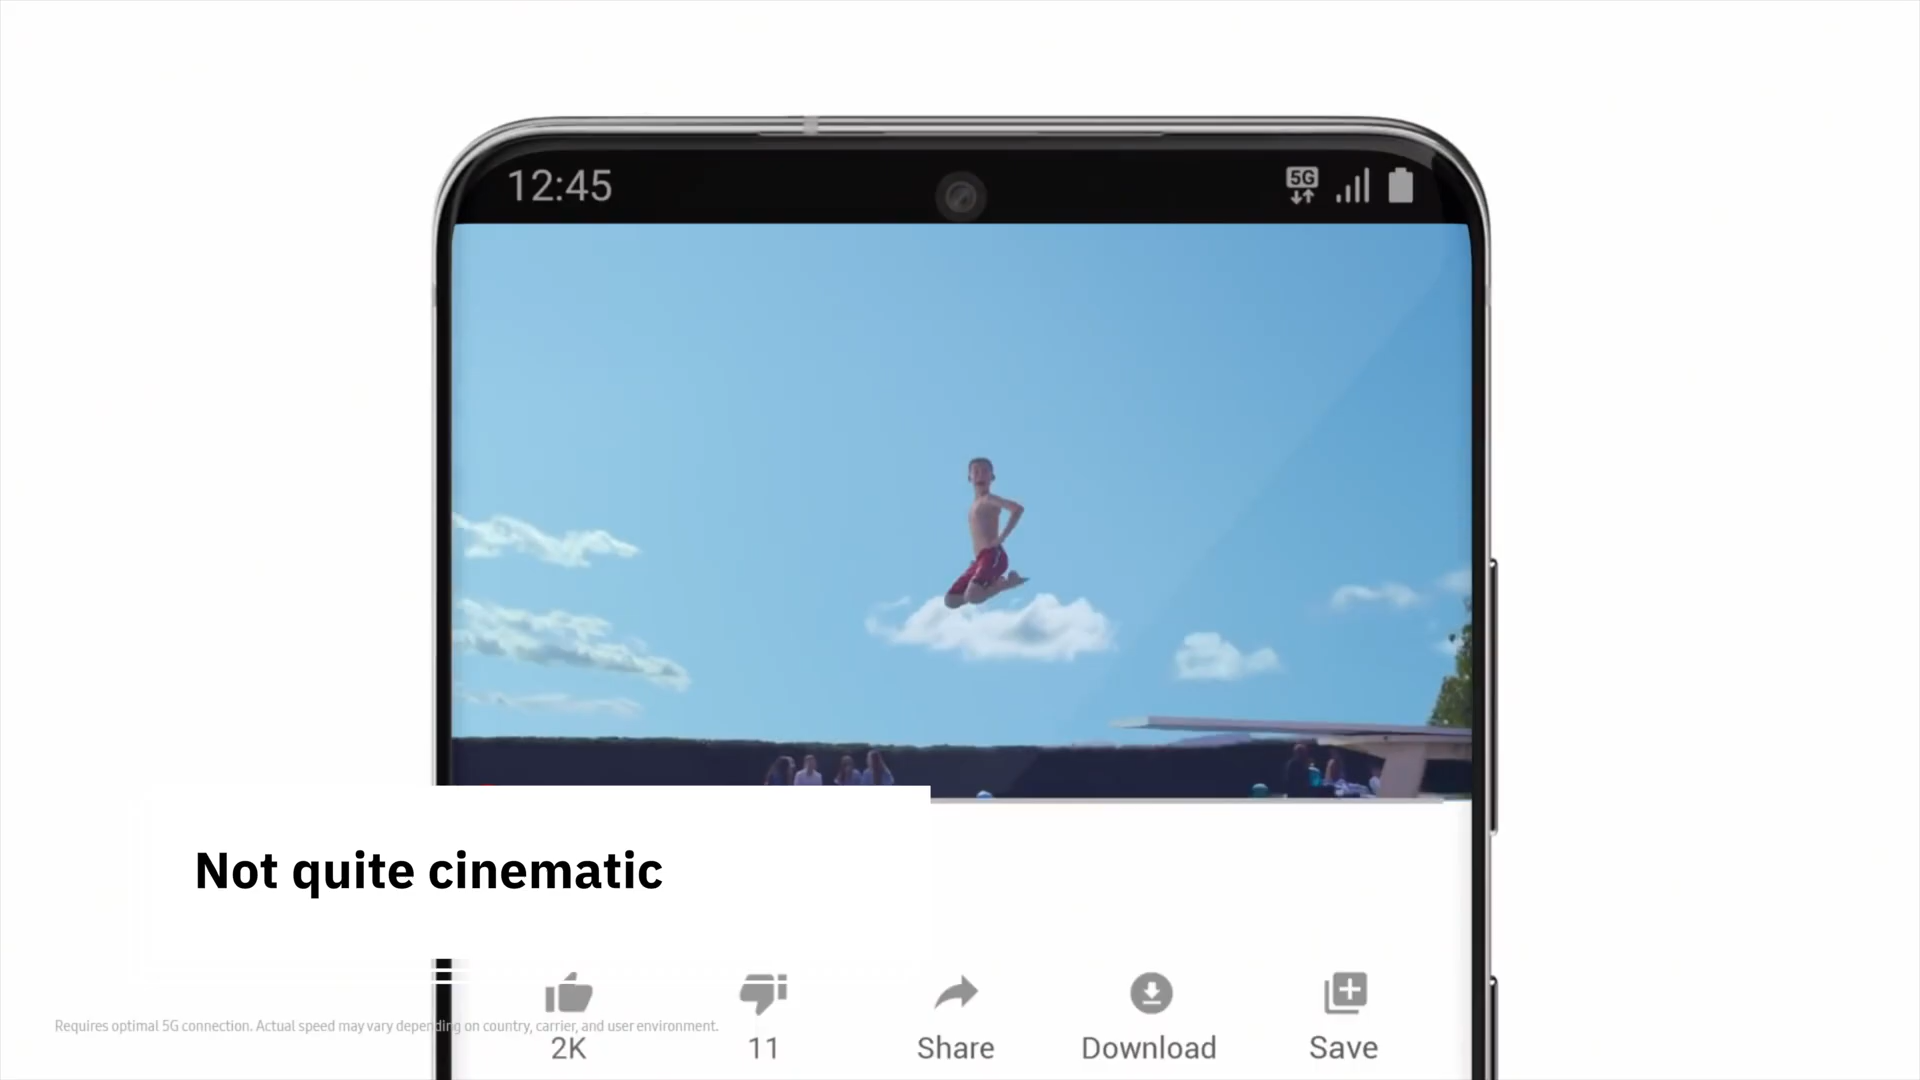 12:45
5G
Not quite cinematic
Requires optimal 5G connection. Actual speed may vary depending on country, carrier, and user environment.
2K
11
Share
Download
Save